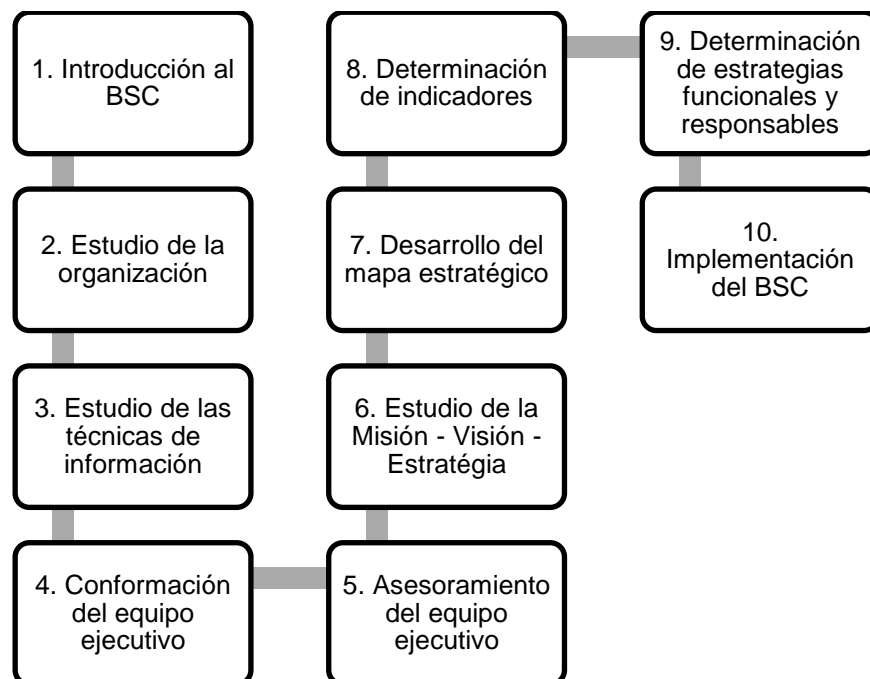 1. Introducción al
BSC
2. Estudio de la
organización
3. Estudio de las
técnicas de
información
4. Conformación
del equipo
ejecutivo
5. Asesoramiento
del equipo
ejecutivo
6. Estudio de la
Misión - Visión -
Estratégia
7. Desarrollo del
mapa estratégico
8. Determinación
de indicadores
9. Determinación
de estrategias
funcionales y
responsables
10.
Implementación
del BSC